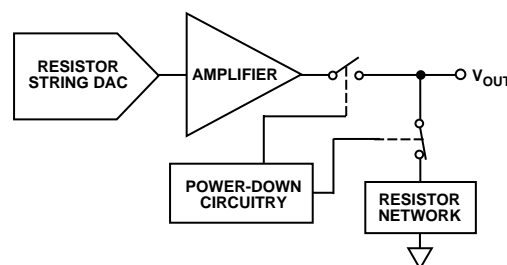 RESISTOR
STRING DAC
AMPLIFIER
VOUT
POWER-DOWN
CIRCUITRY
RESISTOR
NETWORK